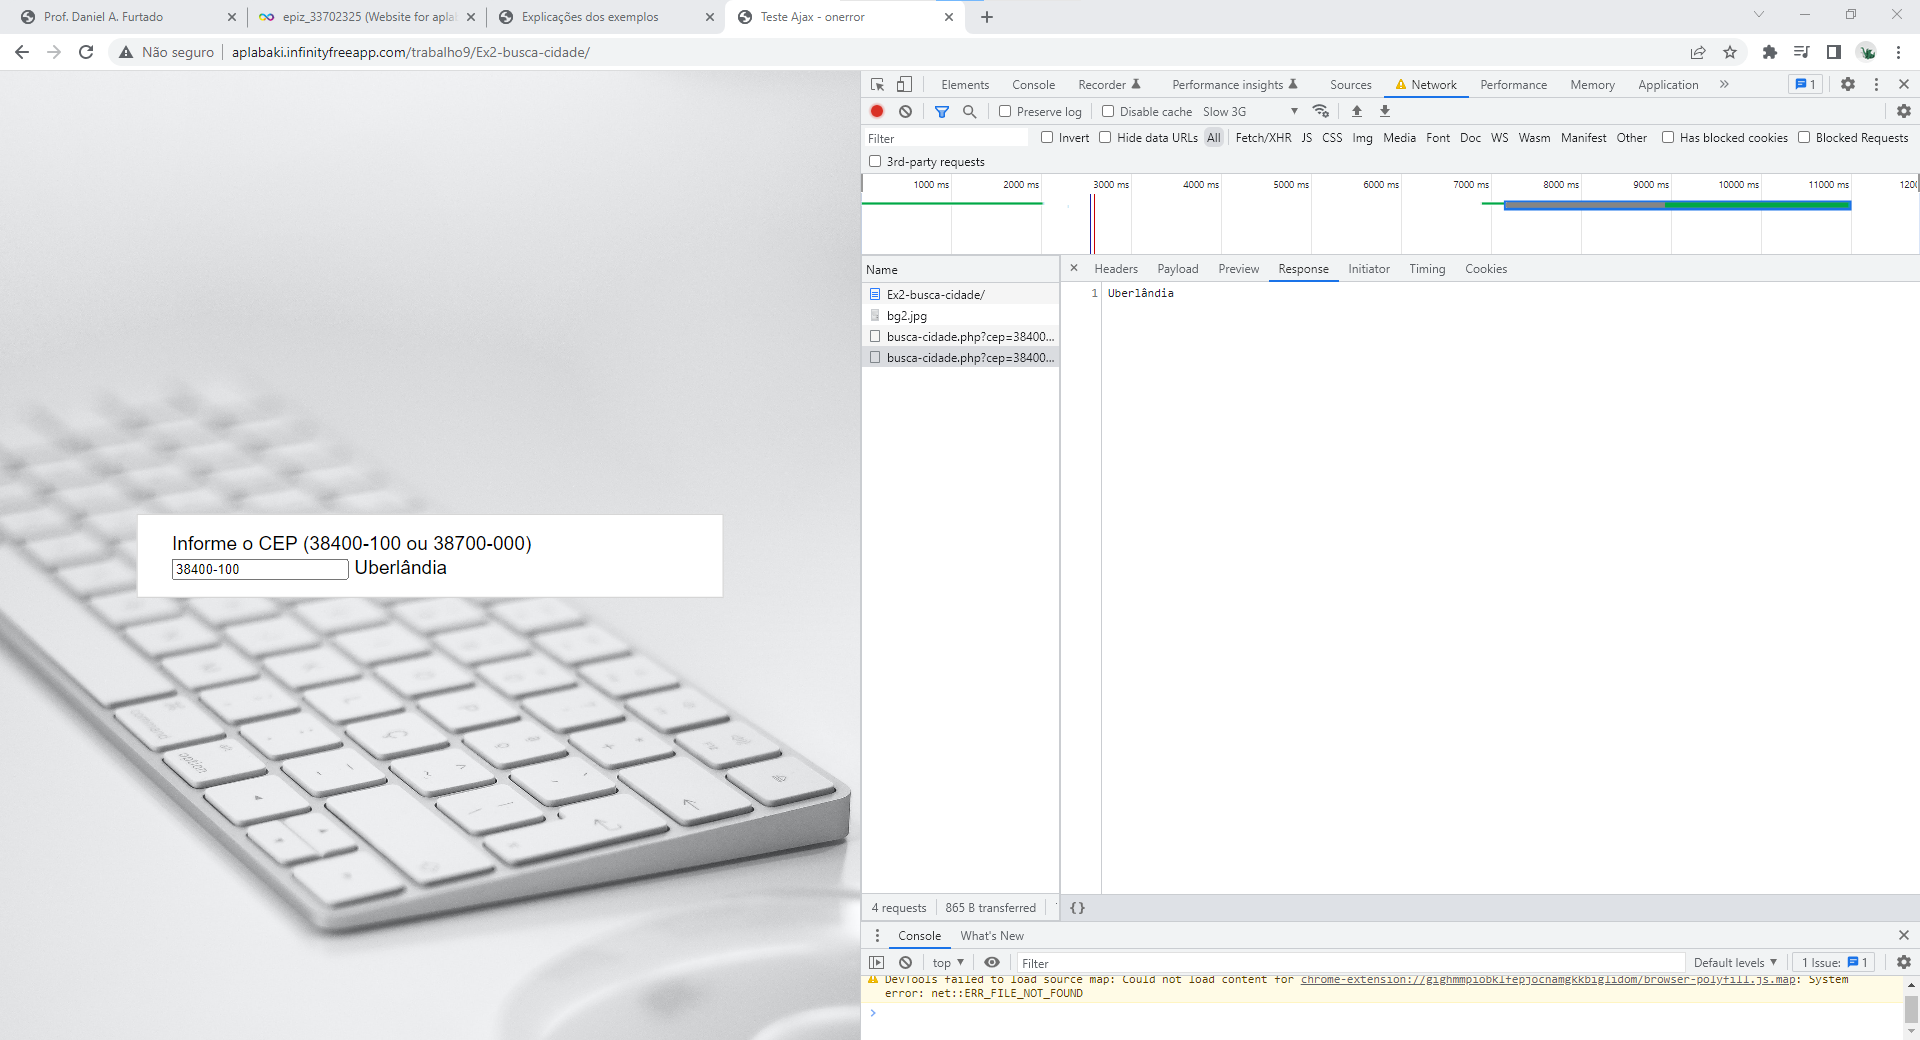 Prof. Daniel A. Furtado
epiz_33702325 (Website for apla
Explicações dos exemplos
Teste Ajax - onerror
Não seguro
aplabaki.infinityfreeapp.com/trabalho9/Ex2-busca-cidade/
Elements Console Recorder Performance insights Sources Network Performance Memory Application 1
Preserve log Disable cache Slow 3G
Filter Invert Hide data URLs All Fetch/XHR JS CSS Img Media Font Doc WS Wasm Manifest Other Has blocked cookies Blocked Requests
3rd-party requests
1000 ms 2000 ms 3000 ms 4000 ms 5000 ms 6000 ms 7000 ms 8000 ms 9000 ms 10000 ms 11000 ms 1200
Name
Headers Payload Preview Response Initiator Timing Cookies
Ex2-busca-cidade/
bg2.jpg
busca-cidade.php?cep=38400...
busca-cidade.php?cep=38400...
1 Uberlândia
Informe o CEP (38400-100 ou 38700-000)
38400-100 Uberlândia
command
option
4 requests 865 B transferred
{}
Console What's New
top Filter Default levels 1 Issue: 1
DevTools failed to load source map: Could not load content for chrome-extension://gighmmpiobklfepjocnamgkkbiglidom/browser-polyfill.js.map: System
error: net::ERR_FILE_NOT_FOUND